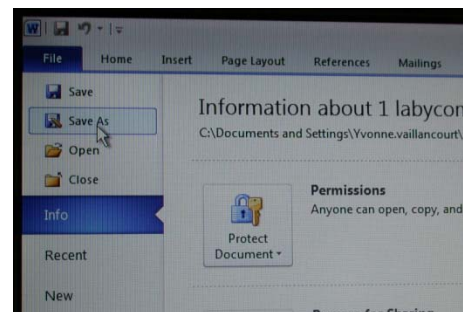 W
File Home Insert Page Layout References Mailings
Save
Save As
Open
Close
Info
Recent
New
Information about 1 labycon
C:\Documents and Settings\Yvonne.vaillancourt\
Permissions
Anyone can open, copy, and
Protect
Document